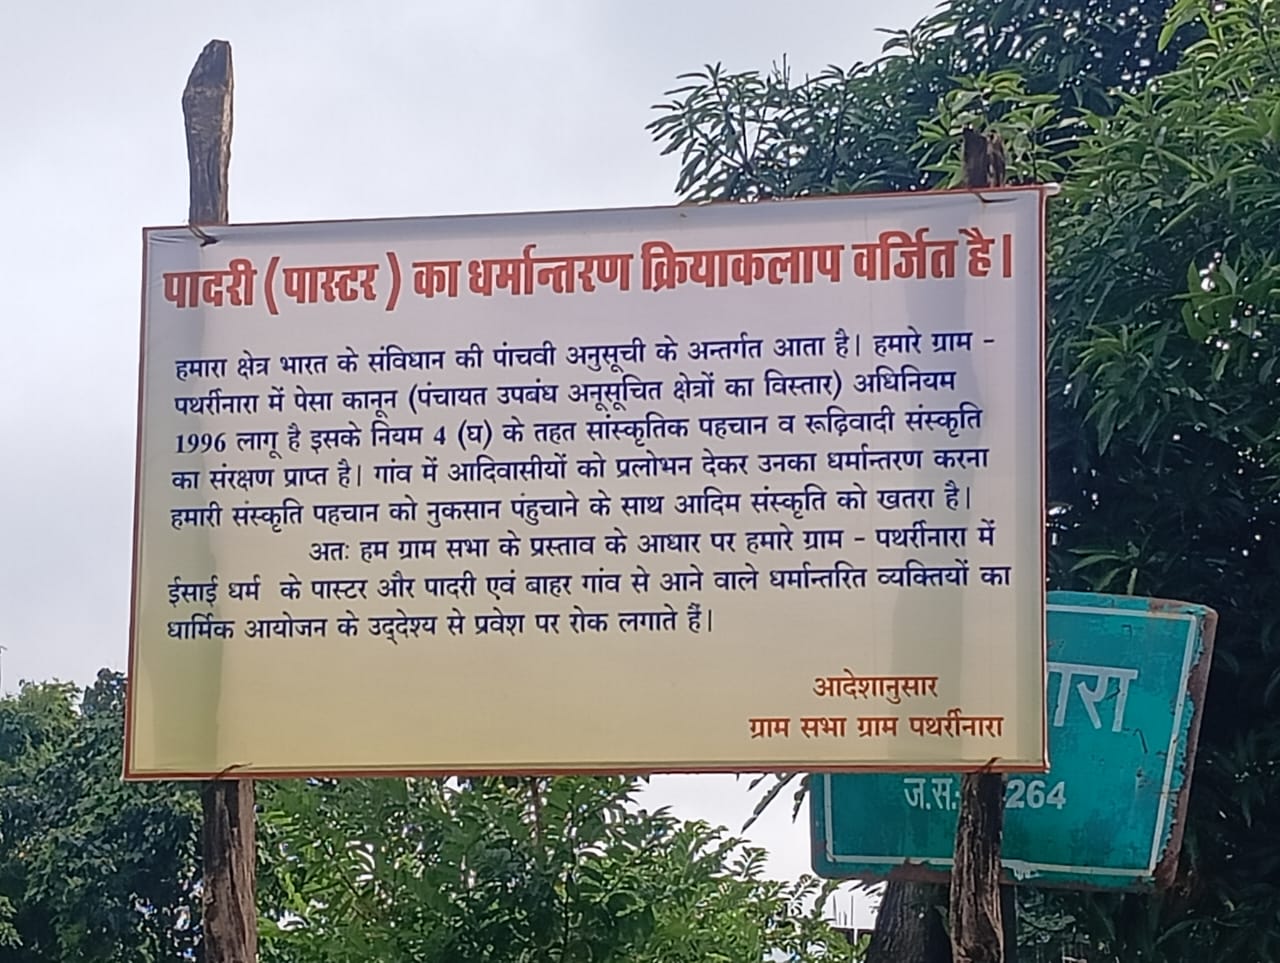 पादरी (पास्टर) का धर्मान्तरण क्रियाकलाप वर्जित है।
हमारा क्षेत्र भारत के संविधान की पांचवी अनुसूची के अन्तर्गत आता है। हमारे ग्राम -
पथर्रीनारा में पेसा कानून (पंचायत उपबंध अनूसूचित क्षेत्रों का विस्तार) अधिनियम
1996 लागू है इसके नियम 4 (घ) के तहत सांस्कृतिक पहचान व रूढ़िवादी संस्कृति
का संरक्षण प्राप्त है। गांव में आदिवासीयों को प्रलोभन देकर उनका धर्मान्तरण करना
हमारी संस्कृति पहचान को नुकसान पंहुचाने के साथ आदिम संस्कृति को खतरा है।
अतः हम ग्राम सभा के प्रस्ताव के आधार पर हमारे ग्राम - पथर्रीनारा में
ईसाई धर्म के पास्टर और पादरी एवं बाहर गांव से आने वाले धर्मान्तरित व्यक्तियों का
धार्मिक आयोजन के उद्देश्य से प्रवेश पर रोक लगाते हैं।
आदेशानुसार
ग्राम सभा ग्राम पथर्रीनारा
ारा
ज.स. 264